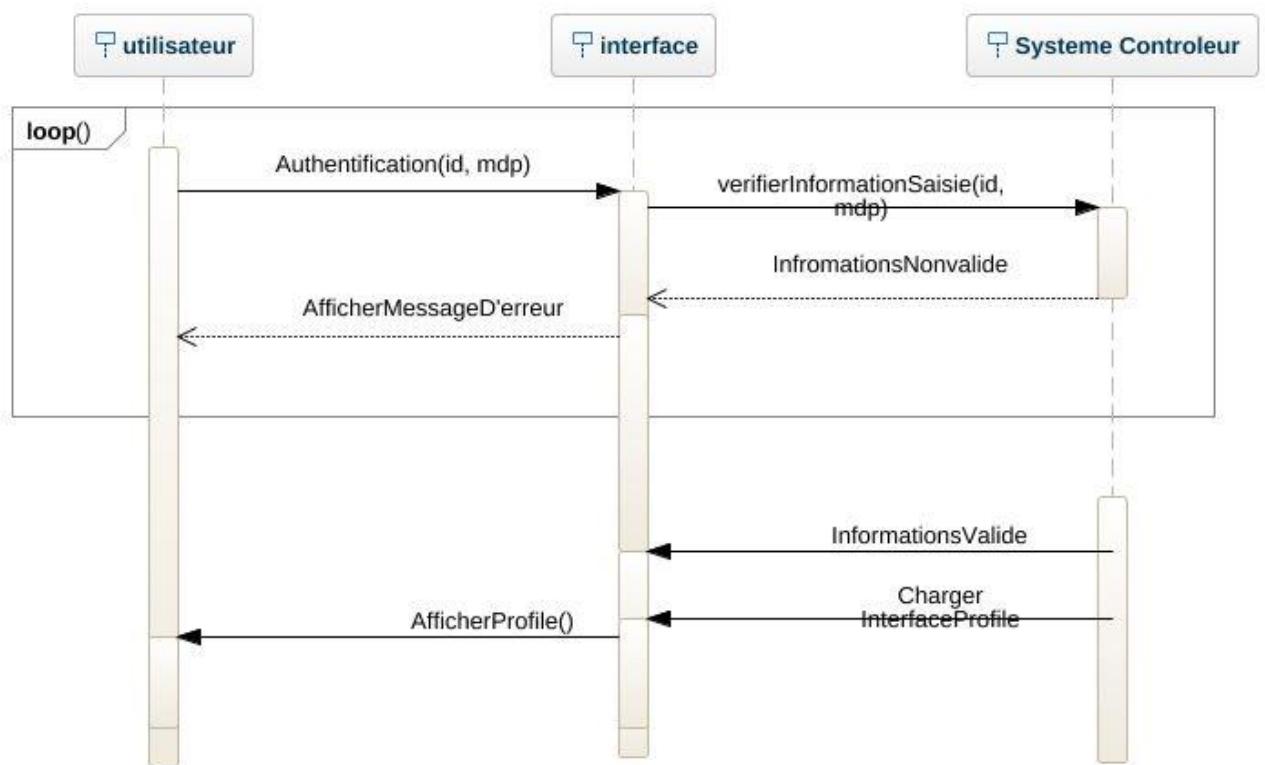 utilisateur
interface
Systeme Controleur
loop()
Authentification(id, mdp)
verifierInformationSaisie(id,
mdp)
InfromationsNonvalide
AfficherMessageD'erreur
InformationsValide
Charger
InterfaceProfile
AfficherProfile()